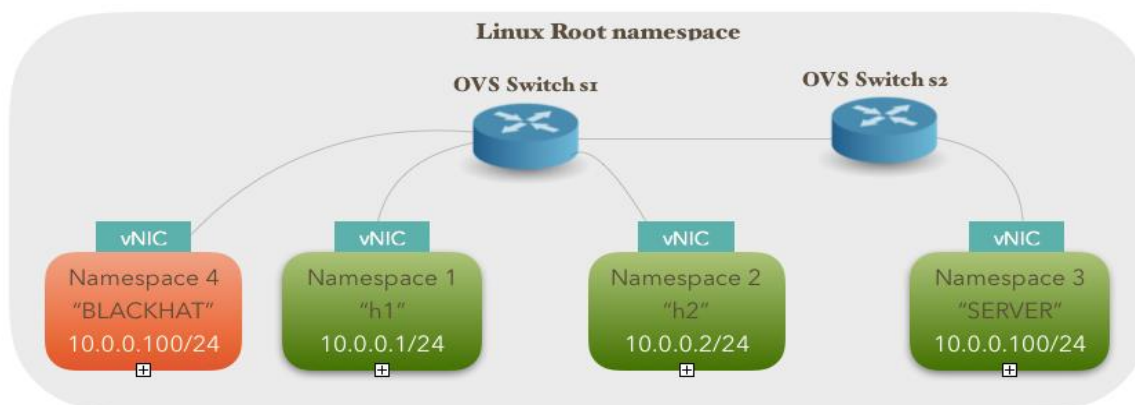 Linux Root namespace
OVS Switch s1
OVS Switch s2
vNIC
Namespace 4
“BLACKHAT”
10.0.0.100/24
vNIC
Namespace 1
“h1”
10.0.0.1/24
vNIC
Namespace 2
“h2”
10.0.0.2/24
vNIC
Namespace 3
“SERVER”
10.0.0.100/24